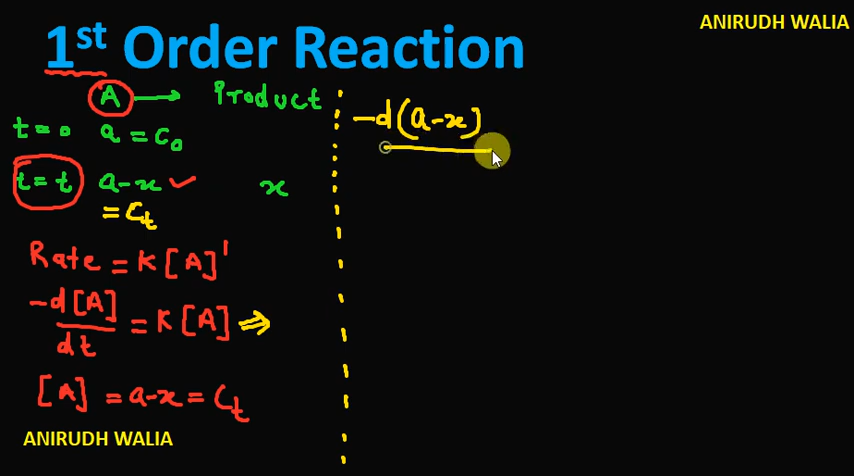 ANIRUDH WALIA
1st Order Reaction
A → Product
t=0 a = C₀
t=t a-x x
= Cₜ
Rate = K[A]¹
-d[A]/dt = K[A] ⇒
[A] = a-x = Cₜ
ANIRUDH WALIA
-d(a-x)